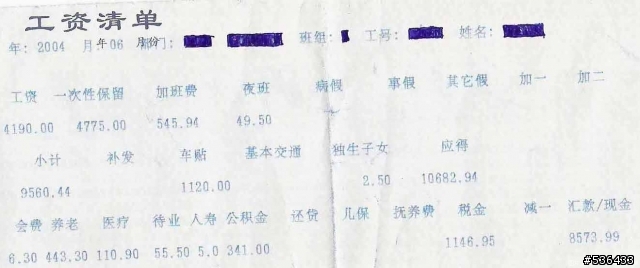 工资清单
年: 2004 月年06 月份部门: 班组: 工号: 姓名:
工资 一次性保留 加班费 夜班 病假 事假 其它假 加一 加二
4190.00 4775.00 545.94 49.50
小计 补发 车贴 基本交通 独生子女 应得
9560.44 1120.00 2.50 10682.94
会费 养老 医疗 待业 人寿 公积金 还贷 儿保 抚养费 税金 减一 汇款/现金
6.30 443.30 110.90 55.50 5.0 341.00 1146.95 8573.99
#536433